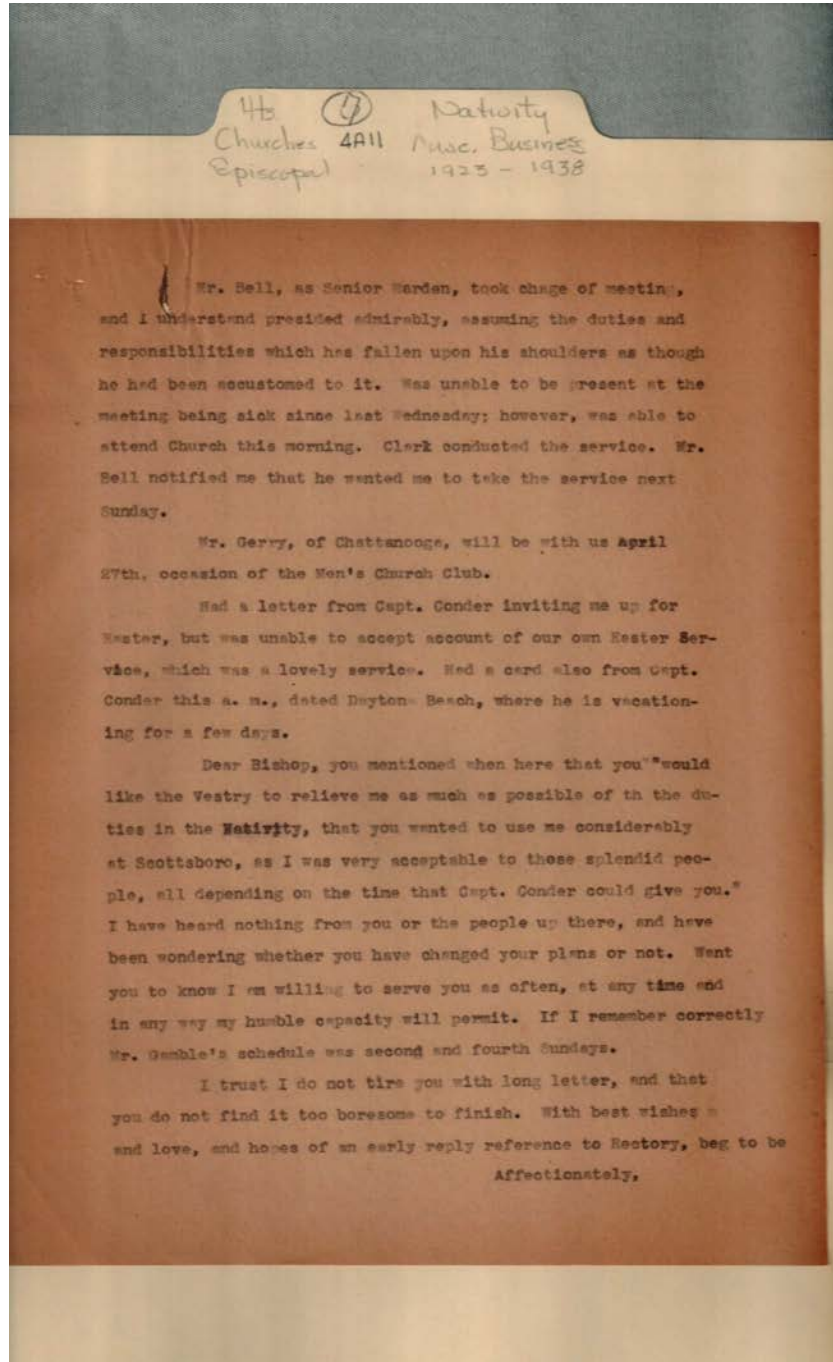 4b (17) Nativity
Churches 4A11 Misc. Business
Episcopal 1923 - 1938
Mr. Bell, as Senior Warden, took chage of meeting,
and I understand presided admirably, assuming the duties and
responsibilities which has fallen upon his shoulders as though
he had been accustomed to it. Was unable to be present at the
meeting being sick since last Wednesday; however, was able to
attend Church this morning. Clark conducted the service. Mr.
Bell notified me that he wanted me to take the service next
Sunday.
Mr. Gerry, of Chattanooga, will be with us April
27th, occasion of the Men's Church Club.
Had a letter from Capt. Conder inviting me up for
Easter, but was unable to accept account of our own Easter Ser-
vice, which was a lovely service. Had a card also from Capt.
Conder this a. m., dated Daytona Beach, where he is vacation-
ing for a few days.
Dear Bishop, you mentioned when here that you""would
like the Vestry to relieve me as much as possible of th the du-
ties in the Nativity, that you wanted to use me considerably
at Scottsboro, as I was very acceptable to those splendid peo-
ple, all depending on the time that Capt. Conder could give you."
I have heard nothing from you or the people up there, and have
been wondering whether you have changed your plans or not. Want
you to know I am willing to serve you as often, at any time and
in any way my humble capacity will permit. If I remember correctly
Mr. Gamble's schedule was second and fourth Sundays.
I trust I do not tire you with long letter, and that
you do not find it too boresome to finish. With best wishes a
and love, and hopes of an early reply reference to Rectory, beg to be
Affectionately,